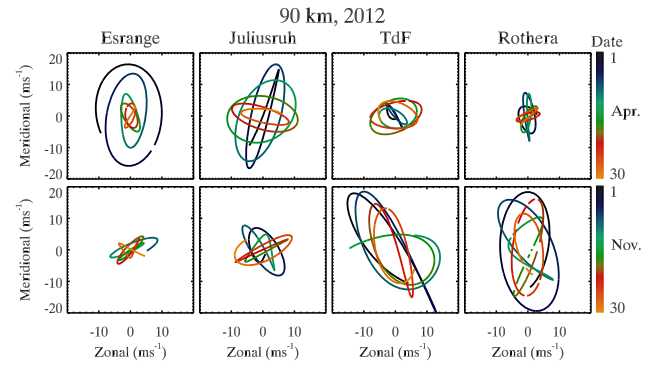 90 km, 2012
Esrange Juliusruh TdF Rothera Date
Meridional (ms⁻¹) 20 10 0 -10 -20 1 Apr. 30
Meridional (ms⁻¹) 20 10 0 -10 -20 1 Nov. 30
-10 0 10 -10 0 10 -10 0 10 -10 0 10
Zonal (ms⁻¹) Zonal (ms⁻¹) Zonal (ms⁻¹) Zonal (ms⁻¹)